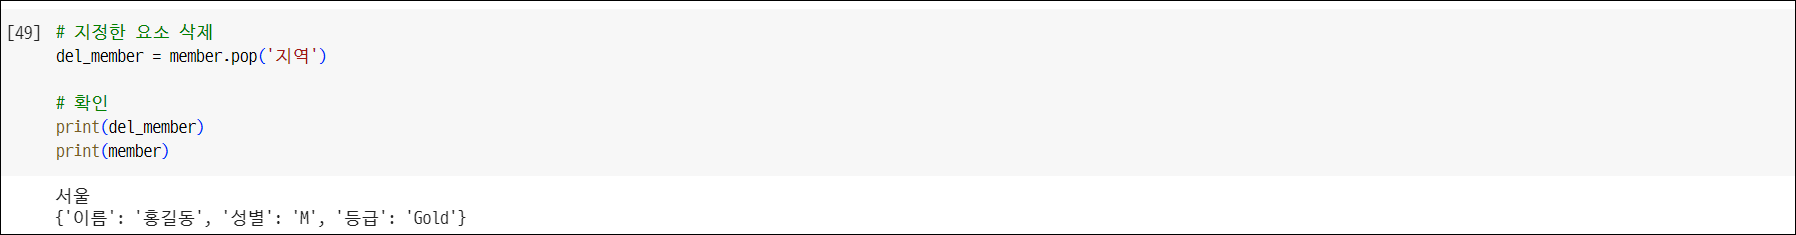 [49] # 지정한 요소 삭제
del_member = member.pop('지역')
# 확인
print(del_member)
print(member)
서울
{'이름': '홍길동', '성별': 'M', '등급': 'Gold'}